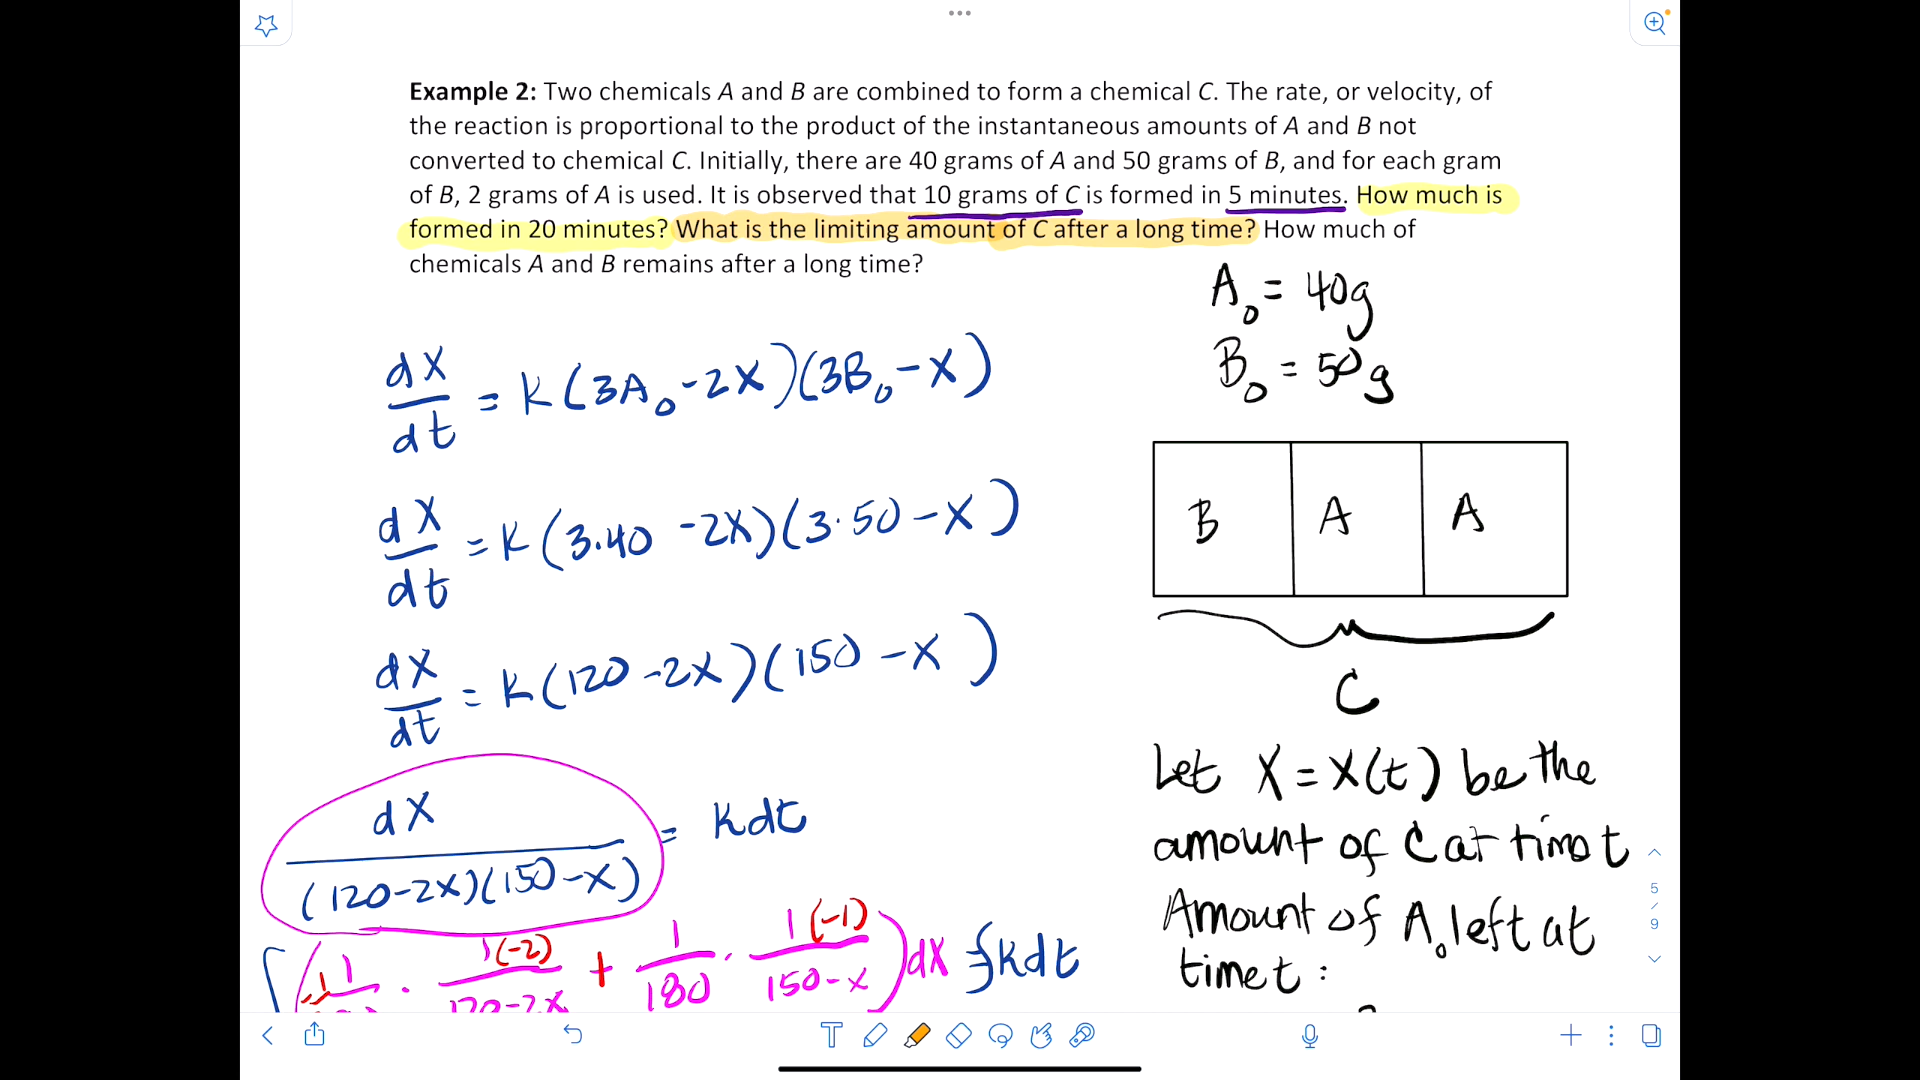 Example 2: Two chemicals A and B are combined to form a chemical C. The rate, or velocity, of
the reaction is proportional to the product of the instantaneous amounts of A and B not
converted to chemical C. Initially, there are 40 grams of A and 50 grams of B, and for each gram
of B, 2 grams of A is used. It is observed that 10 grams of C is formed in 5 minutes. How much is
formed in 20 minutes? What is the limiting amount of C after a long time? How much of
chemicals A and B remains after a long time?
A₀ = 40g
B₀ = 50g
dX/dt = K(3A₀-2X)(3B₀-X)
B A A
dX/dt = K(3·40 -2X)(3·50-X)
C
dX/dt = K(120-2X)(150-X)
Let X = X(t) be the
amount of C at time t
dX/(120-2X)(150-X) = Kdt
Amount of A₀ left at
time t:
1(-2)/120-2X + 1/180 · 1(-1)/150-X) dX = ∫Kdt
5
/
9
T